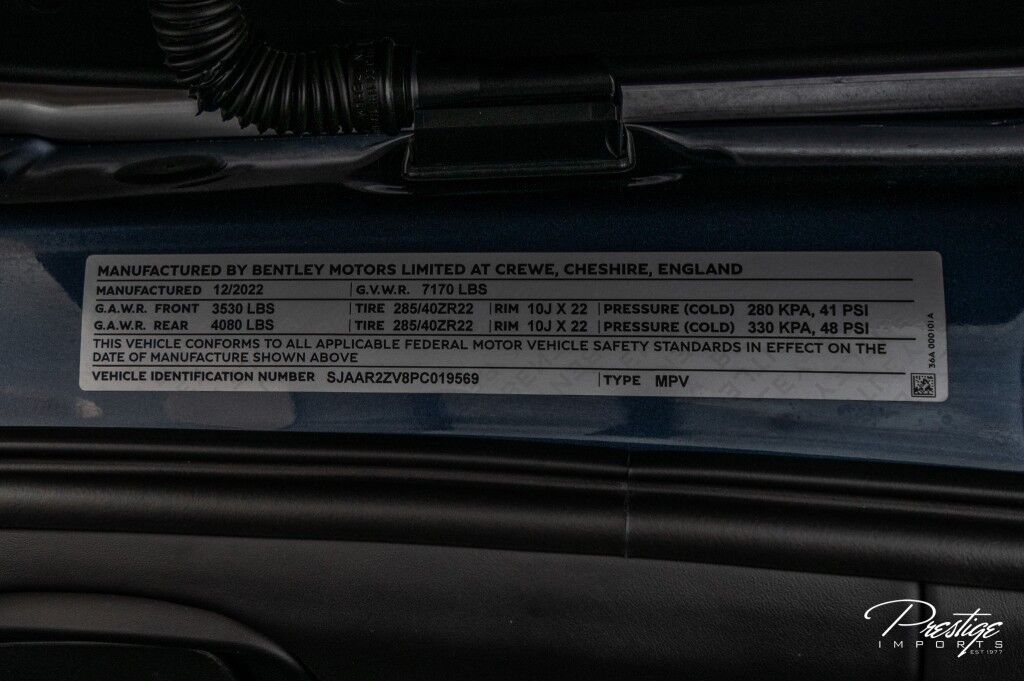 MANUFACTURED BY BENTLEY MOTORS LIMITED AT CREWE, CHESHIRE, ENGLAND
MANUFACTURED 12/2022 G.V.W.R. 7170 LBS
G.A.W.R. FRONT 3530 LBS TIRE 285/40ZR22 RIM 10J X 22 PRESSURE (COLD) 280 KPA, 41 PSI
G.A.W.R. REAR 4080 LBS TIRE 285/40ZR22 RIM 10J X 22 PRESSURE (COLD) 330 KPA, 48 PSI
THIS VEHICLE CONFORMS TO ALL APPLICABLE FEDERAL MOTOR VEHICLE SAFETY STANDARDS IN EFFECT ON THE
DATE OF MANUFACTURE SHOWN ABOVE
VEHICLE IDENTIFICATION NUMBER SJAAR2ZV8PC019569 TYPE MPV
36A 000101A
Prestige
IMPORTS
EST 1977